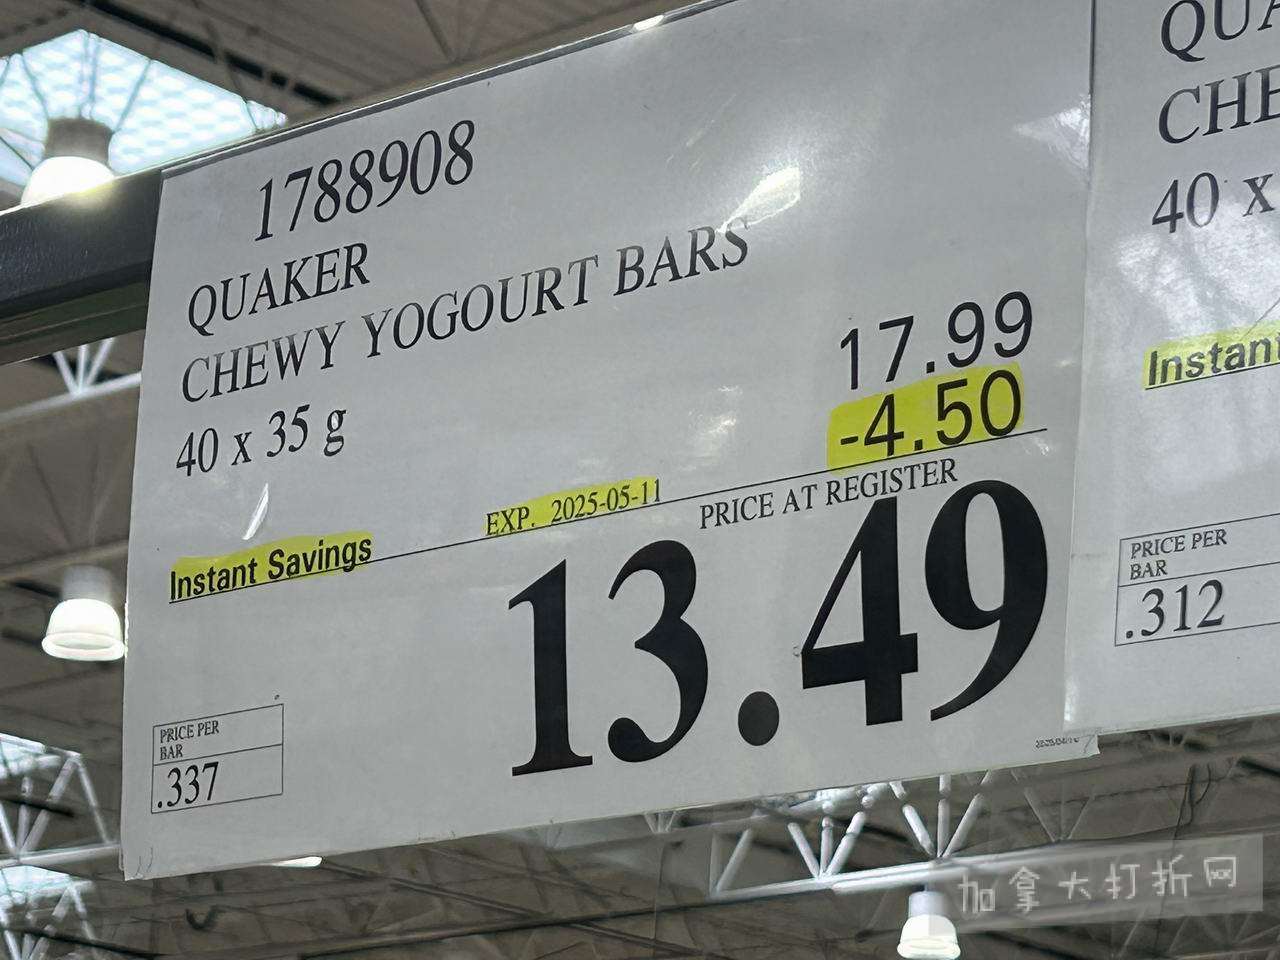 1788908
QUAKER
CHEWY YOGOURT BARS
40 x 35 g
17.99
-4.50
EXP. 2025-05-11
PRICE AT REGISTER
Instant Savings
13.49
PRICE PER
BAR
.337
QUA
CHE
40 x
Instant
PRICE PER
BAR
.312
加拿大打折网